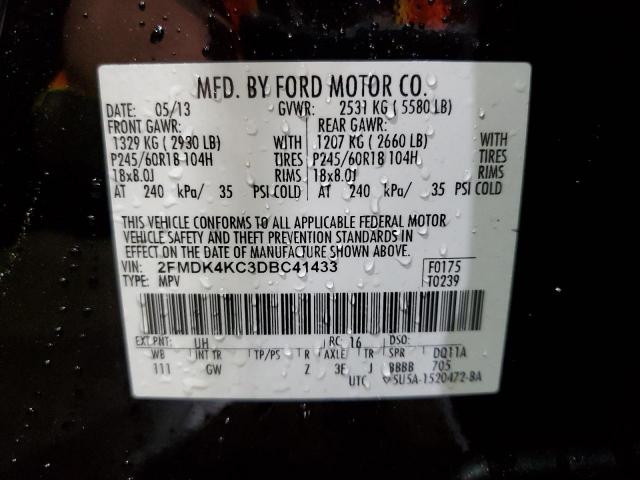 MFD. BY FORD MOTOR CO.
DATE: 05/13 GVWR: 2531 KG ( 5580 LB)
FRONT GAWR: REAR GAWR:
1329 KG ( 2930 LB) WITH 1207 KG ( 2660 LB) WITH
P245/60R18 104H TIRES P245/60R18 104H TIRES
18x8.0J RIMS 18x8.0J RIMS
AT 240 kPa/ 35 PSI COLD AT 240 kPa/ 35 PSI COLD
THIS VEHICLE CONFORMS TO ALL APPLICABLE FEDERAL MOTOR
VEHICLE SAFETY AND THEFT PREVENTION STANDARDS IN
EFFECT ON THE DATE OF MANUFACTURE SHOWN ABOVE.
VIN: 2FMDK4KC3DBC41433 F0175
TYPE: MPV T0239
EXT PNT: UH RC: 16 DSO:
WB INT TR TP/PS R AXLE TR SPR DQ11A
111 GW Z 3F J BBBB 705
UTC 5U5A-1520472-BA